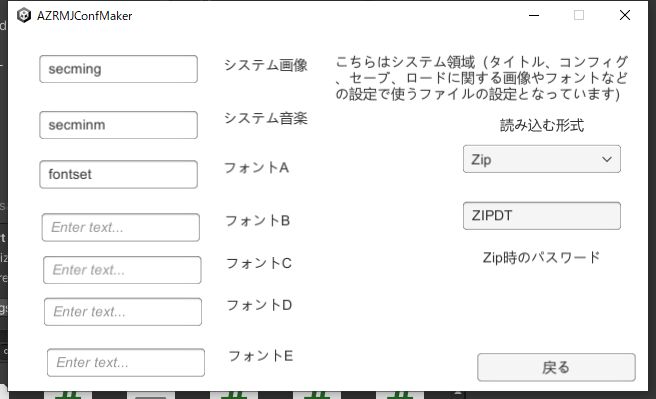 AZRMJConfMaker
secming システム画像
こちらはシステム領域（タイトル、コンフィグ
、セーブ、ロードに関する画像やフォントなど
の設定で使うファイルの設定となっています)
secminm システム音楽
読み込む形式
Zip
fontset フォントA
ZIPDT
Enter text... フォントB
Zip時のパスワード
Enter text... フォントC
Enter text... フォントD
Enter text... フォントE
戻る